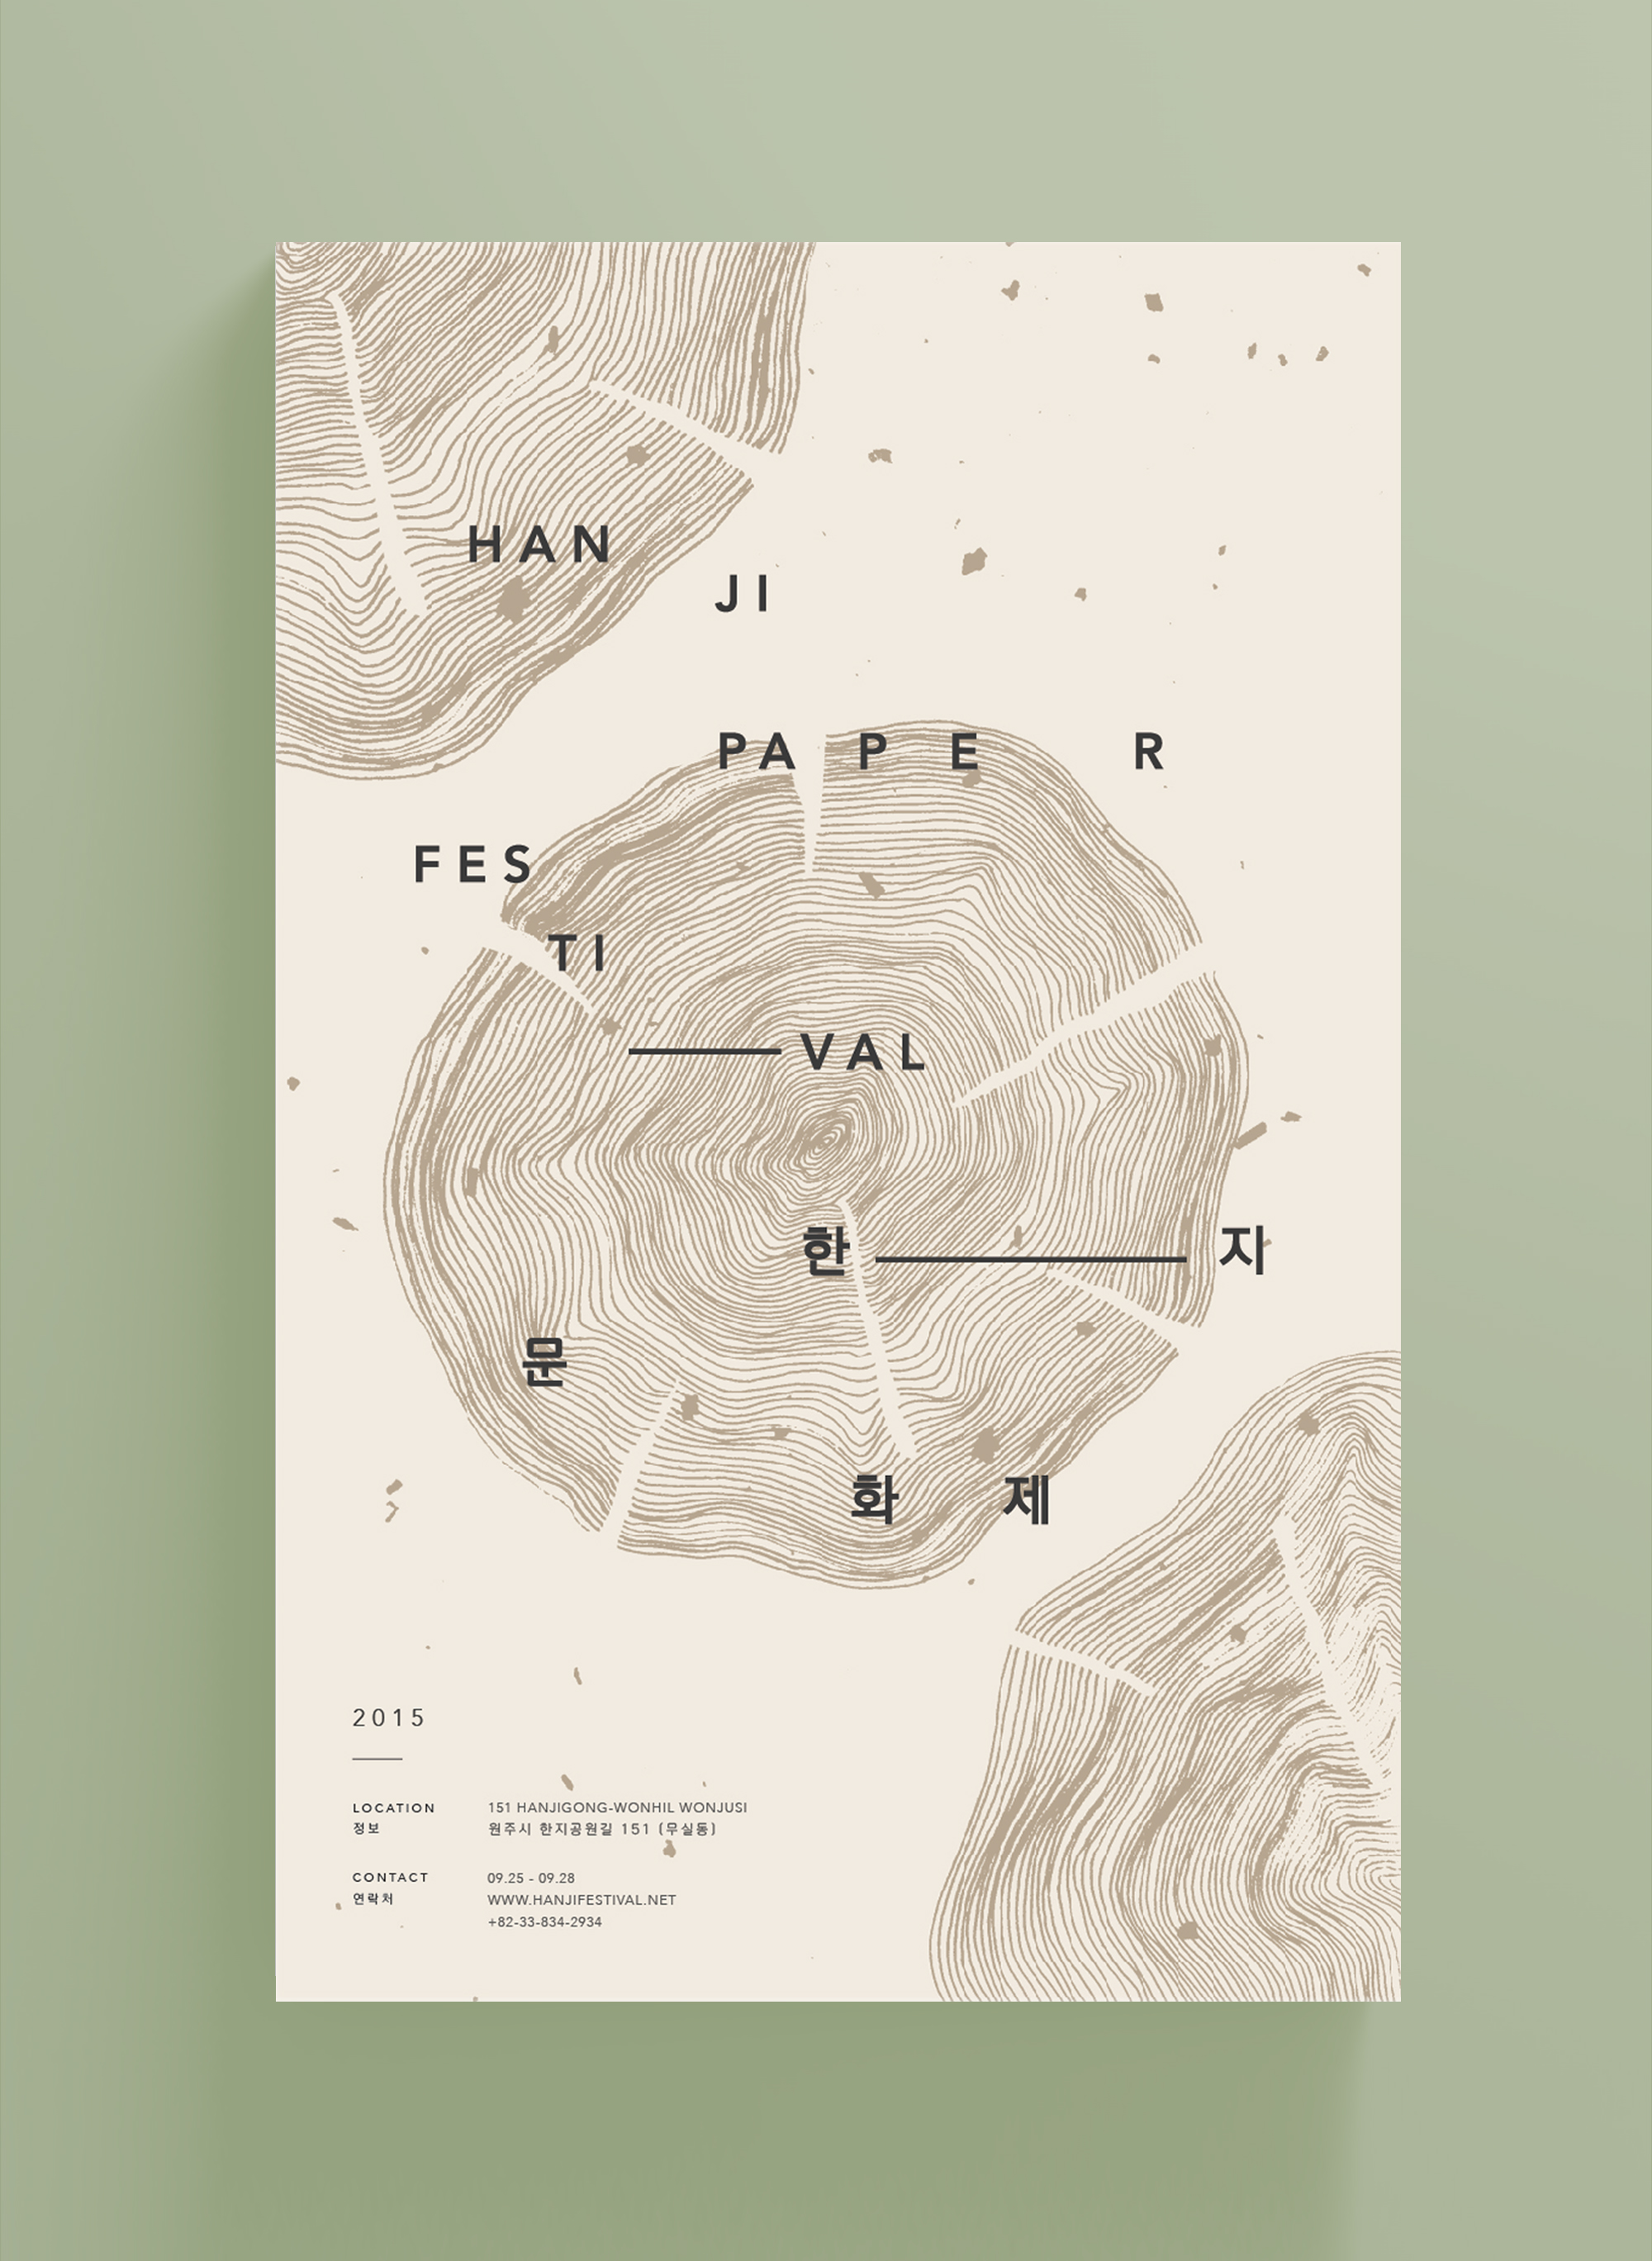 HAN
JI
PA P E R
FES
TI
VAL
한 지
문
화 제
2015
LOCATION 151 HANJIGONG-WONHIL WONJUSI
정보 원주시 한지공원길 151 (무실동)
CONTACT 09.25 - 09.28
연락처 WWW.HANJIFESTIVAL.NET
+82-33-834-2934